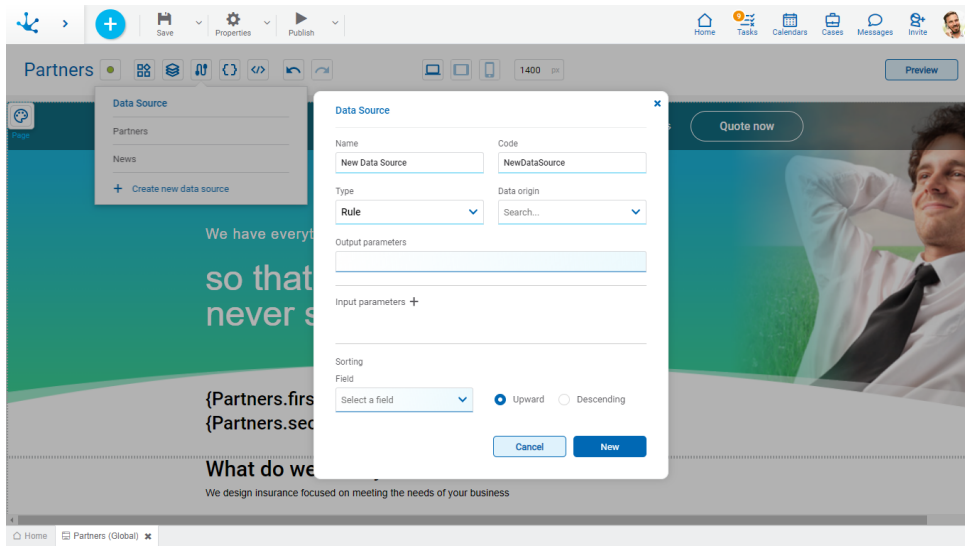 Save
Properties
Publish
Home
9
Tasks
Calendars
Cases
Messages
Invite
Partners
1400 px
Preview
Page
Data Source
Partners
News
+ Create new data source
Quote now
Data Source
Name
Code
New Data Source
NewDataSource
Type
Data origin
Rule
Search...
Output parameters
Input parameters +
Sorting
Field
Select a field
Upward
Descending
Cancel
New
We have everyt
so that
never s
{Partners.firs
{Partners.sec
What do we
We design insurance focused on meeting the needs of your business
Home
Partners (Global)